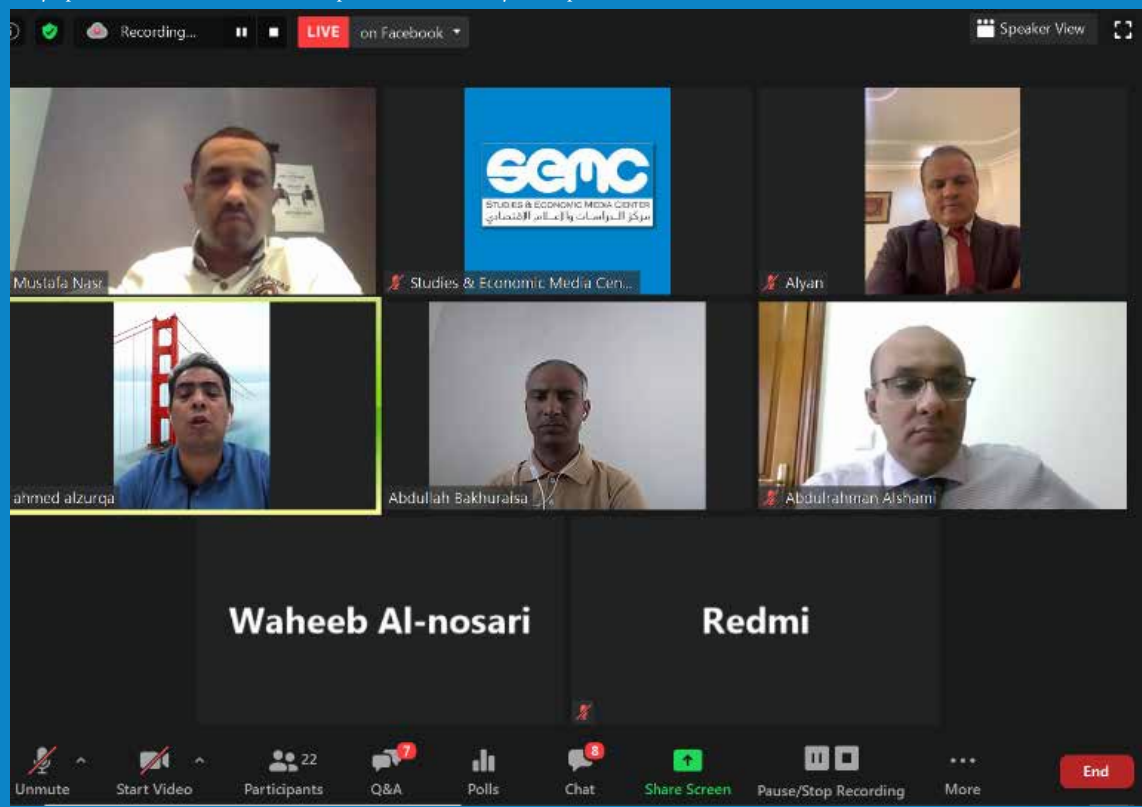 Recording...
LIVE on Facebook
Speaker View
SEMC
STUDIES & ECONOMIC MEDIA CENTER
مركز الدراسات والإعلام الإقتصادي
Mustafa Nasr
Studies & Economic Media Cen...
Alyan
ahmed alzurqa
Abdullah Bakhuraisa
Abdulrahman Alshami
Waheeb Al-nosari
Redmi
22
7
8
Unmute
Start Video
Participants
Q&A
Polls
Chat
Share Screen
Pause/Stop Recording
More
End